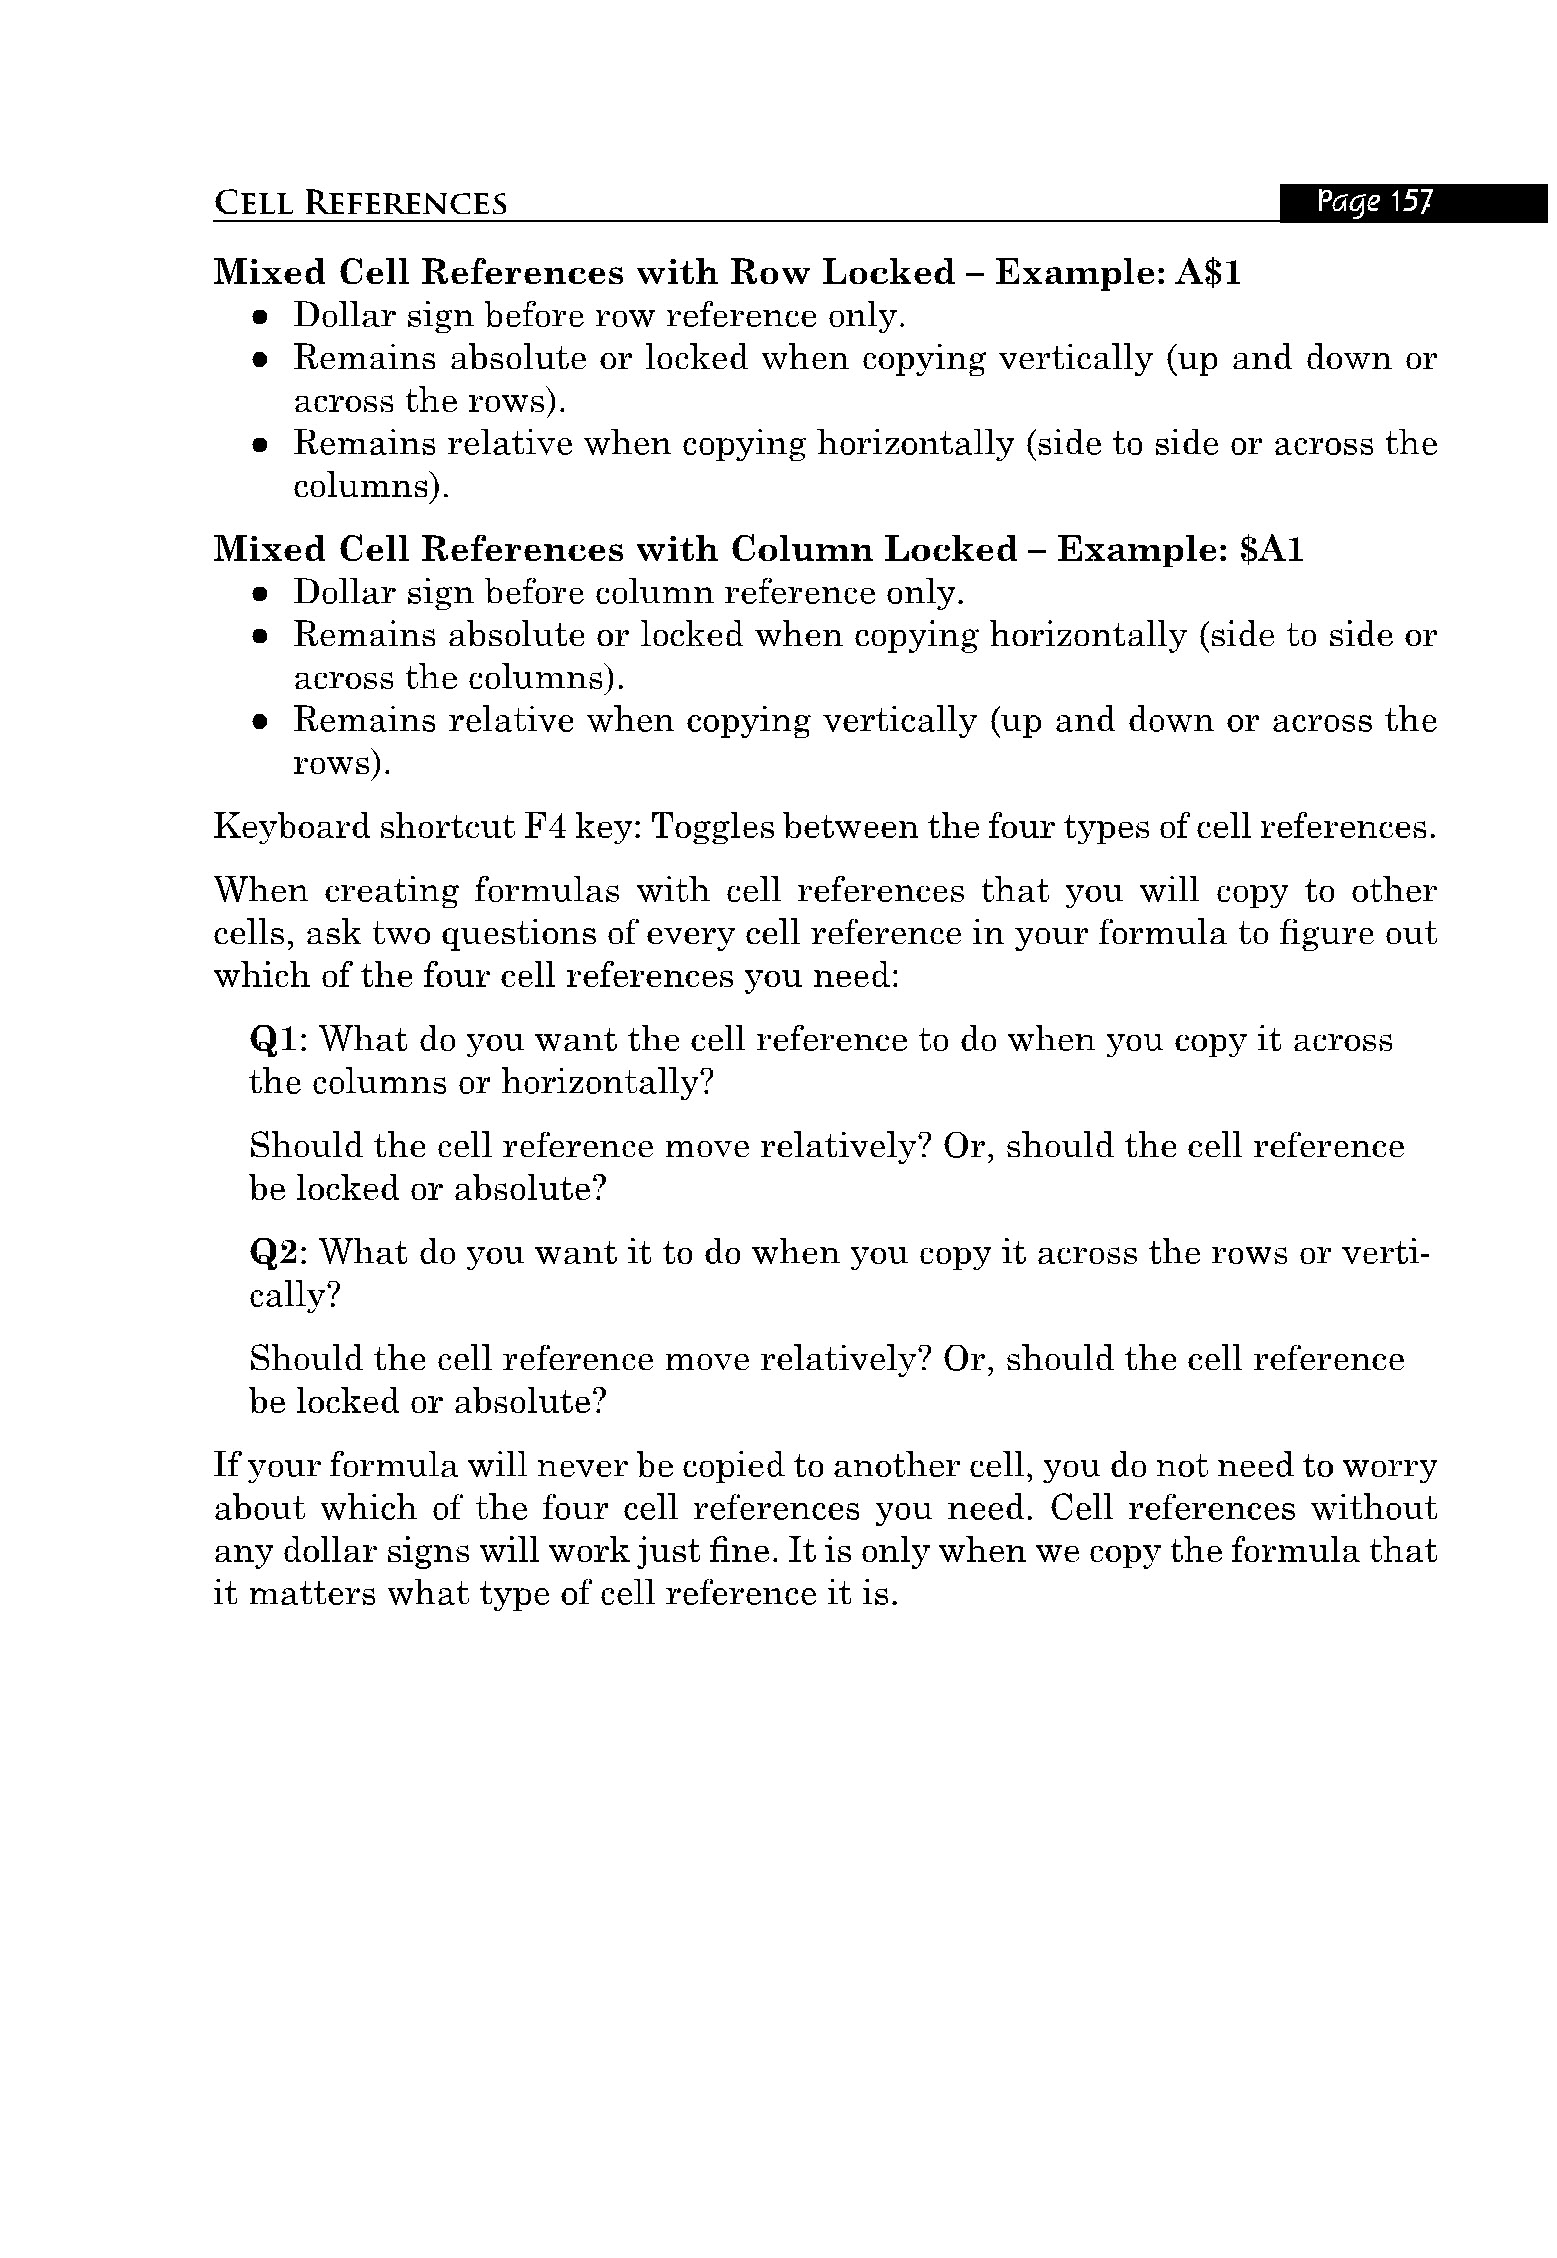 CELL REFERENCES
Page 157
Mixed Cell References with Row Locked – Example: A$1
● Dollar sign before row reference only.
● Remains absolute or locked when copying vertically (up and down or
across the rows).
● Remains relative when copying horizontally (side to side or across the
columns).
Mixed Cell References with Column Locked – Example: $A1
● Dollar sign before column reference only.
● Remains absolute or locked when copying horizontally (side to side or
across the columns).
● Remains relative when copying vertically (up and down or across the
rows).
Keyboard shortcut F4 key: Toggles between the four types of cell references.
When creating formulas with cell references that you will copy to other
cells, ask two questions of every cell reference in your formula to figure out
which of the four cell references you need:
Q1: What do you want the cell reference to do when you copy it across
the columns or horizontally?
Should the cell reference move relatively? Or, should the cell reference
be locked or absolute?
Q2: What do you want it to do when you copy it across the rows or verti-
cally?
Should the cell reference move relatively? Or, should the cell reference
be locked or absolute?
If your formula will never be copied to another cell, you do not need to worry
about which of the four cell references you need. Cell references without
any dollar signs will work just fine. It is only when we copy the formula that
it matters what type of cell reference it is.